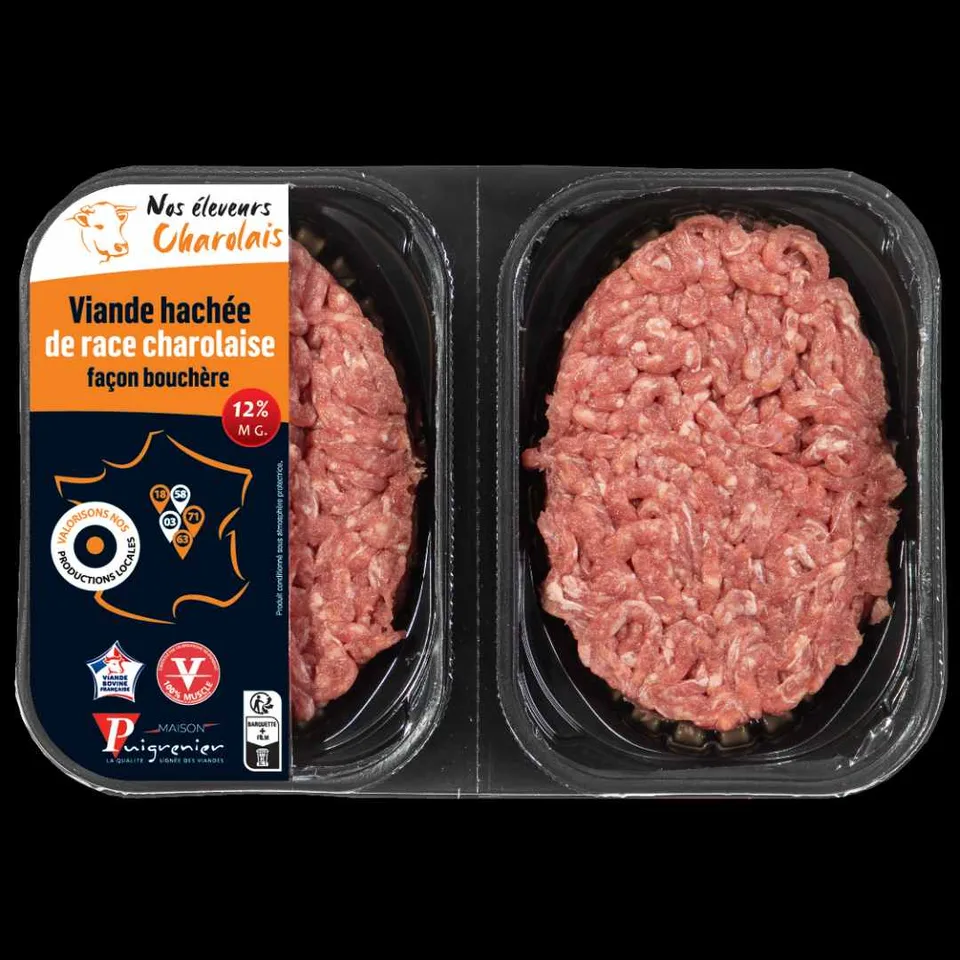 Nos éleveurs
Charolais
Viande hachée
de race charolaise
façon bouchère
12%
M G.
18
58
03
71
63
VALORISONS NOS
PRODUCTIONS LOCALES
Produit conditionné sous atmosphère protectrice.
VIANDE
BOVINE
FRANÇAISE
V
100% MUSCLE
MAISON
Puigrenier
LA QUALITÉ LIGNÉE DES VIANDES
BARQUETTE
+
FILM